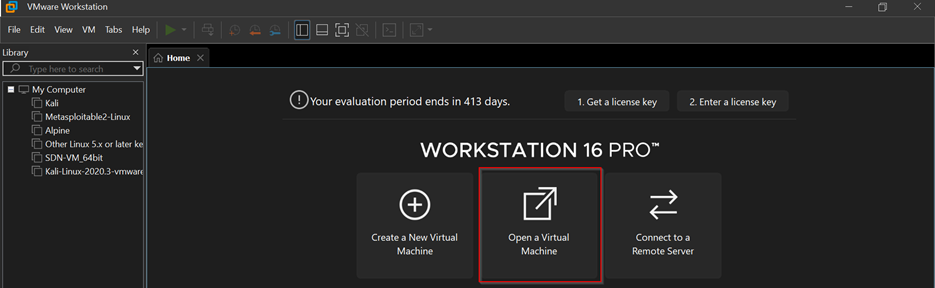 VMware Workstation
File Edit View VM Tabs Help
Library
Type here to search
My Computer
Kali
Metasploitable2-Linux
Alpine
Other Linux 5.x or later ke
SDN-VM_64bit
Kali-Linux-2020.3-vmware
Home
Your evaluation period ends in 413 days.
1. Get a license key
2. Enter a license key
WORKSTATION 16 PRO™
Create a New Virtual
Machine
Open a Virtual
Machine
Connect to a
Remote Server